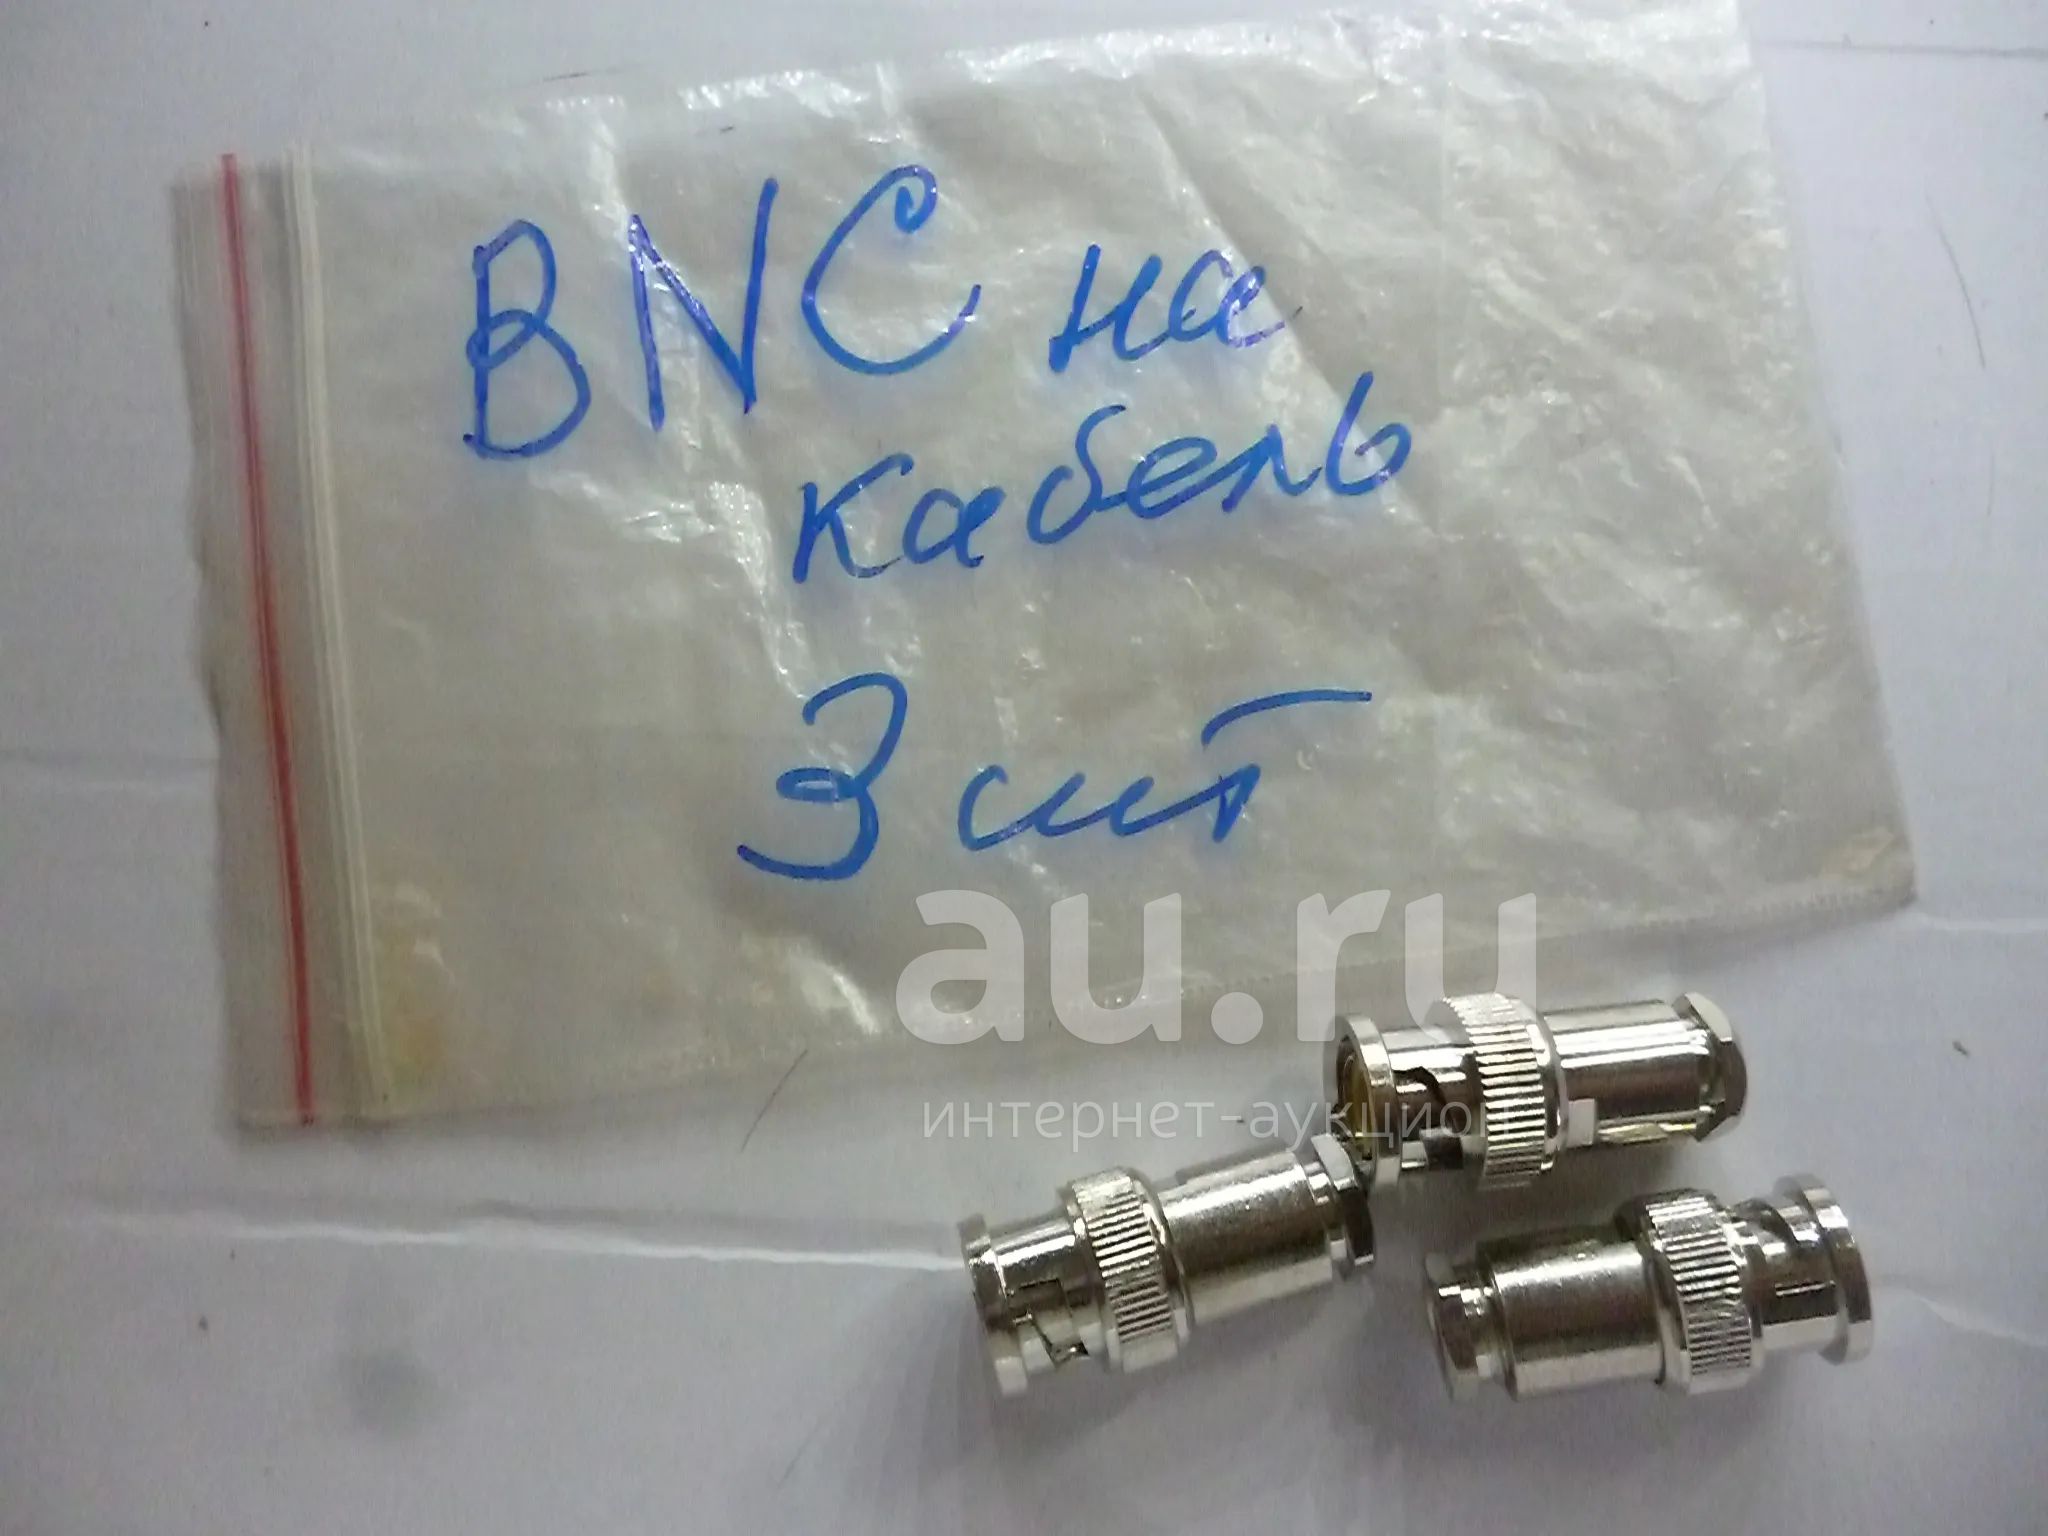 BNC на
кабель
3 шт
au.ru
интернет-аукцион